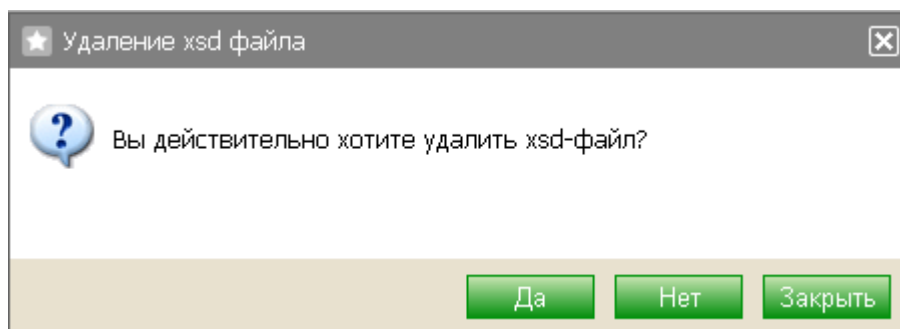 Удаление xsd файла
Вы действительно хотите удалить xsd-файл?
Да Нет Закрыть